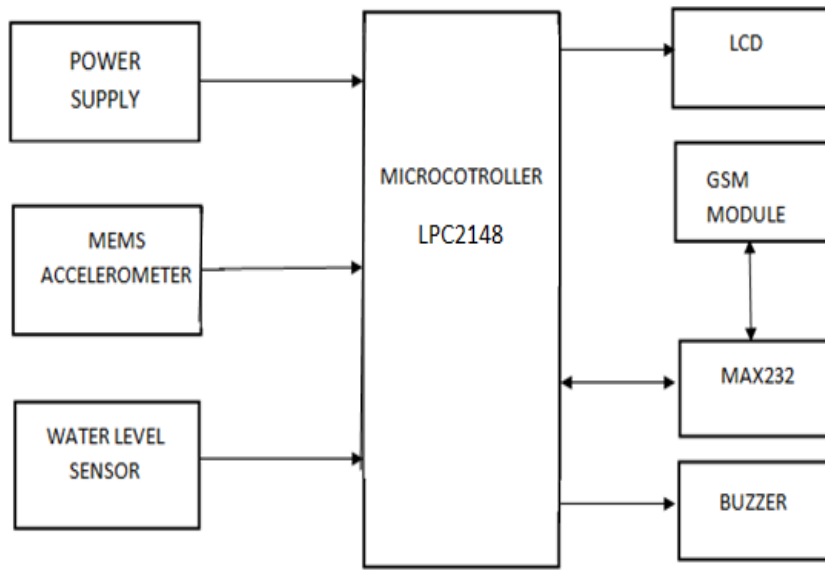 POWER
SUPPLY
MEMS
ACCELEROMETER
WATER LEVEL
SENSOR
MICROCOTROLLER
LPC2148
LCD
GSM
MODULE
MAX232
BUZZER